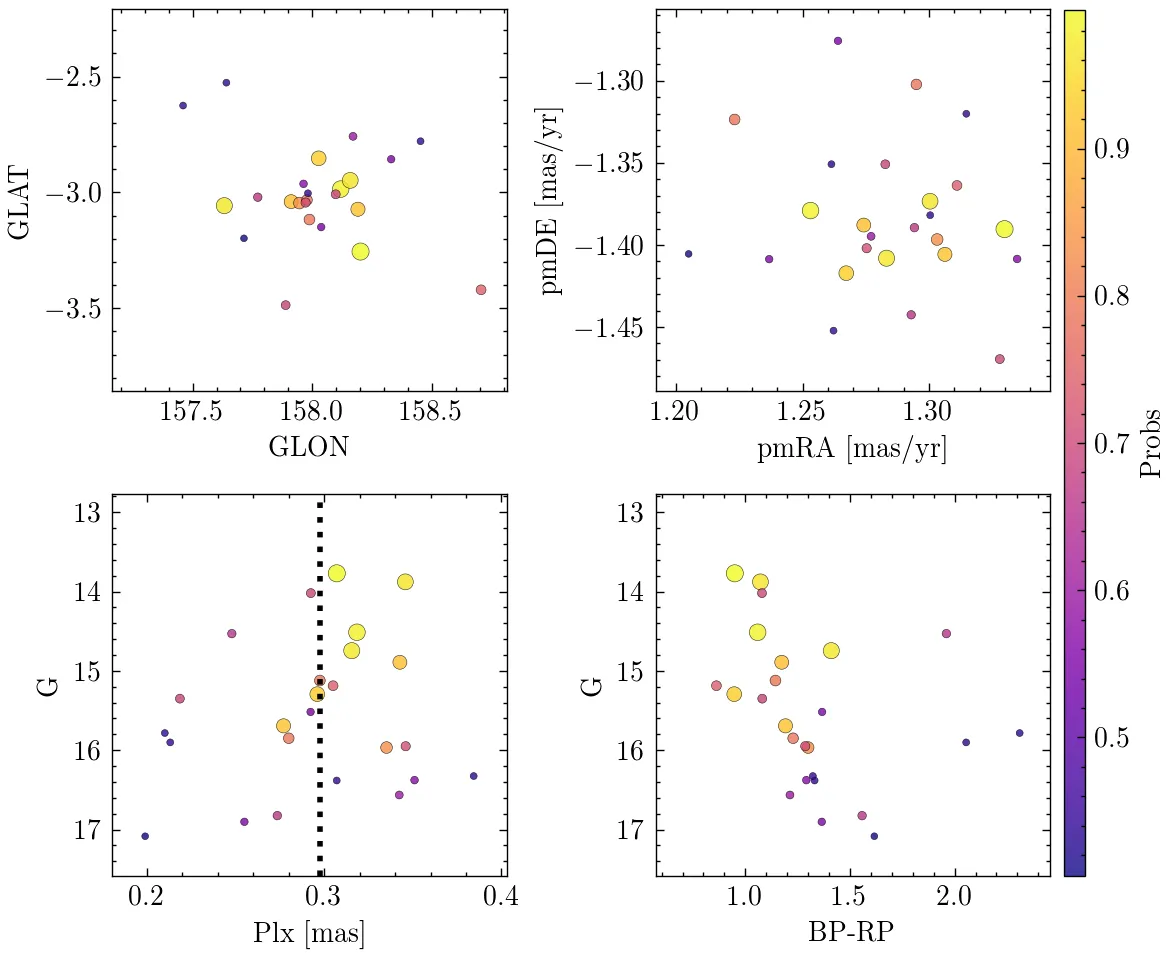 −2.5
−3.0
−3.5
GLAT
157.5 158.0 158.5
GLON
−1.30
−1.35
−1.40
−1.45
pmDE [mas/yr]
1.20 1.25 1.30
pmRA [mas/yr]
13
14
15
16
17
G
0.2 0.3 0.4
Plx [mas]
13
14
15
16
17
G
1.0 1.5 2.0
BP-RP
0.9
0.8
0.7
0.6
0.5
Probs